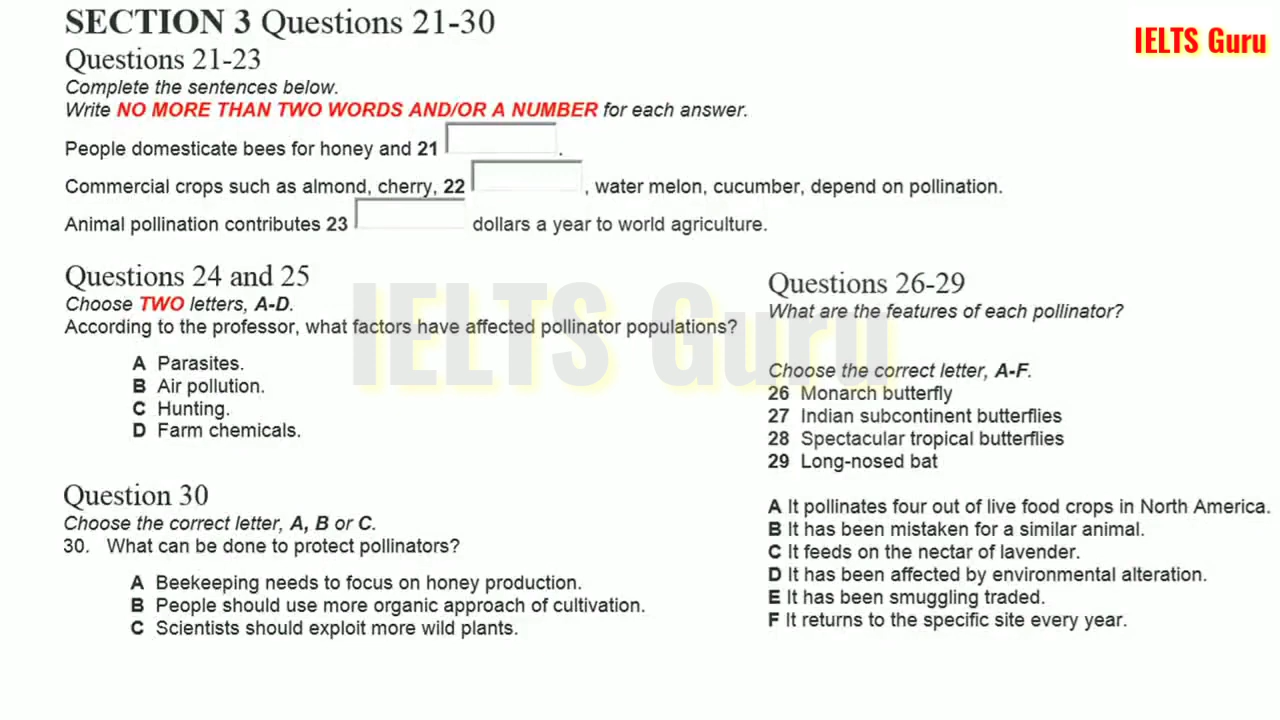 SECTION 3 Questions 21-30
IELTS Guru
Questions 21-23
Complete the sentences below.
Write NO MORE THAN TWO WORDS AND/OR A NUMBER for each answer.
People domesticate bees for honey and 21 .
Commercial crops such as almond, cherry, 22 , water melon, cucumber, depend on pollination.
Animal pollination contributes 23 dollars a year to world agriculture.
Questions 24 and 25
Choose TWO letters, A-D.
According to the professor, what factors have affected pollinator populations?
A Parasites.
B Air pollution.
C Hunting.
D Farm chemicals.
IELTS Guru
Question 30
Choose the correct letter, A, B or C.
30. What can be done to protect pollinators?
A Beekeeping needs to focus on honey production.
B People should use more organic approach of cultivation.
C Scientists should exploit more wild plants.
Questions 26-29
What are the features of each pollinator?
Choose the correct letter, A-F.
26 Monarch butterfly
27 Indian subcontinent butterflies
28 Spectacular tropical butterflies
29 Long-nosed bat
A It pollinates four out of live food crops in North America.
B It has been mistaken for a similar animal.
C It feeds on the nectar of lavender.
D It has been affected by environmental alteration.
E It has been smuggling traded.
F It returns to the specific site every year.